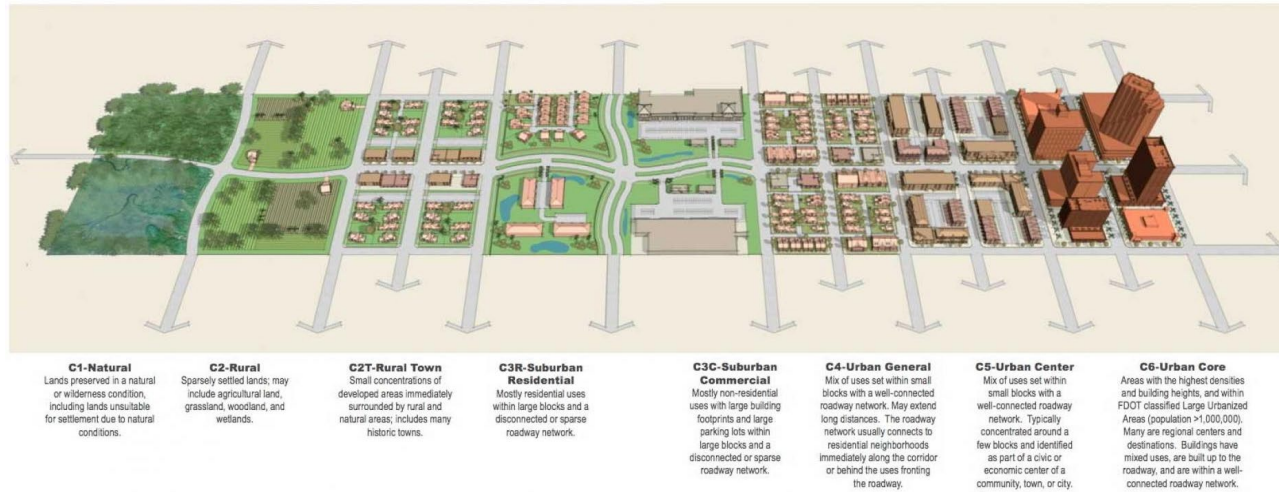 C1-Natural
Lands preserved in a natural
or wilderness condition,
including lands unsuitable
for settlement due to natural
conditions.
C2-Rural
Sparsely settled lands; may
include agricultural land,
grassland, woodland, and
wetlands.
C2T-Rural Town
Small concentrations of
developed areas immediately
surrounded by rural and
natural areas; includes many
historic towns.
C3R-Suburban
Residential
Mostly residential uses
within large blocks and a
disconnected or sparse
roadway network.
C3C-Suburban
Commercial
Mostly non-residential
uses with large building
footprints and large
parking lots within
large blocks and a
disconnected or sparse
roadway network.
C4-Urban General
Mix of uses set within small
blocks with a well-connected
roadway network. May extend
long distances. The roadway
network usually connects to
residential neighborhoods
immediately along the corridor
or behind the uses fronting
the roadway.
C5-Urban Center
Mix of uses set within
small blocks with a
well-connected roadway
network. Typically
concentrated around a
few blocks and identified
as part of a civic or
economic center of a
community, town, or city.
C6-Urban Core
Areas with the highest densities
and building heights, and within
FDOT classified Large Urbanized
Areas (population >1,000,000).
Many are regional centers and
destinations. Buildings have
mixed uses, are built up to the
roadway, and are within a well-
connected roadway network.